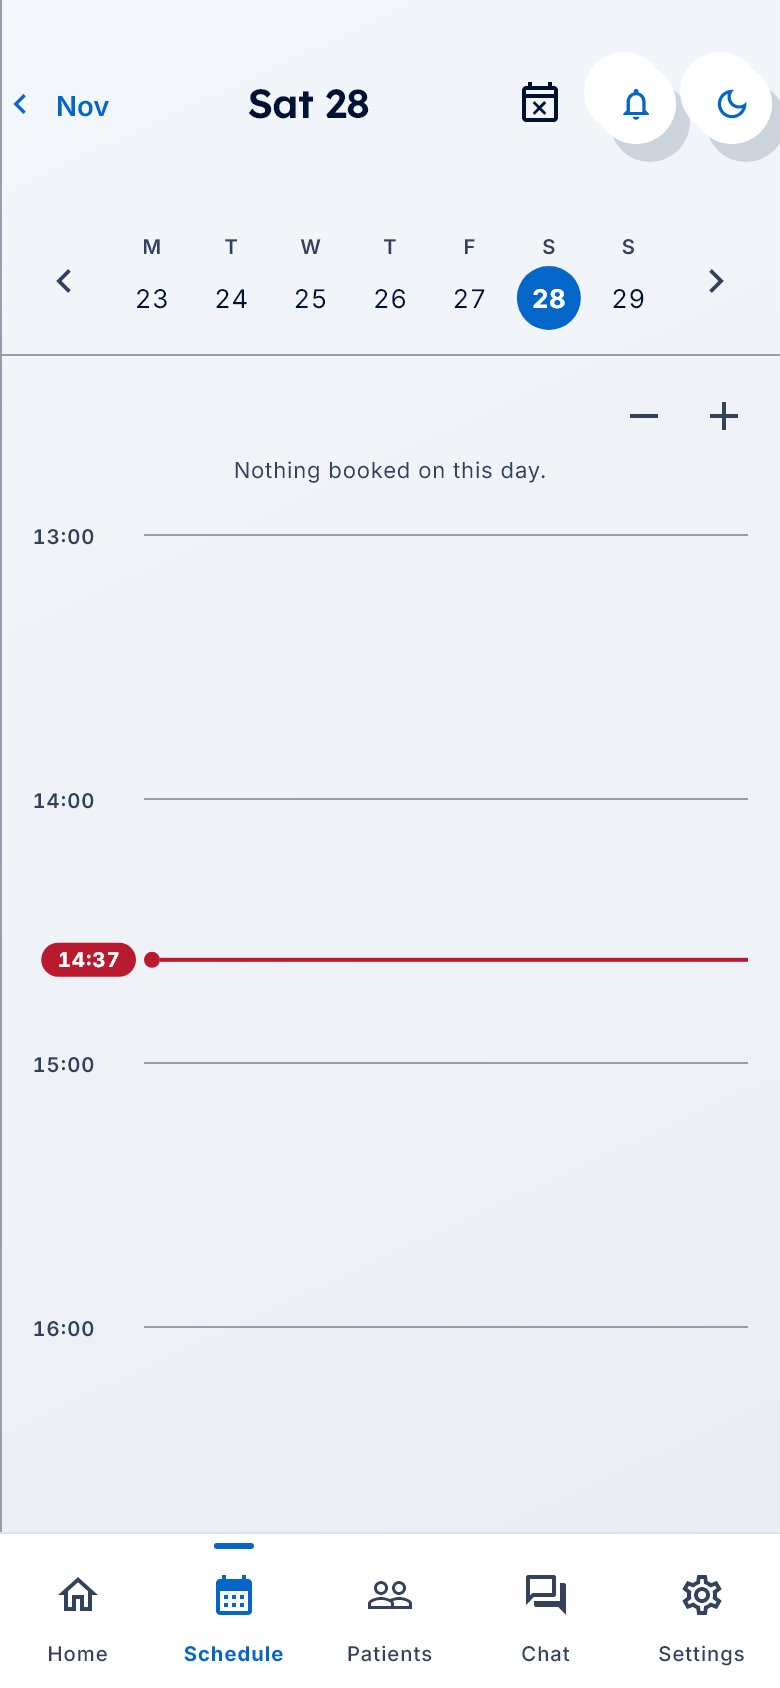 Nov
Sat 28
M T W T F S S
23 24 25 26 27 28 29
Nothing booked on this day.
13:00
14:00
14:37
15:00
16:00
Home Schedule Patients Chat Settings